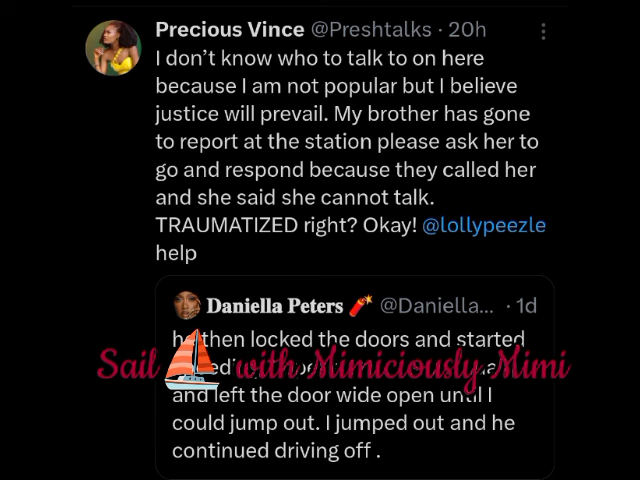 Precious Vince @Preshtalks · 20h
I don’t know who to talk to on here
because I am not popular but I believe
justice will prevail. My brother has gone
to report at the station please ask her to
go and respond because they called her
and she said she cannot talk.
TRAUMATIZED right? Okay! @lollypeezle
help
Daniella Peters 🧨 @Daniella... · 1d
he then locked the doors and started
Sail with Mimiciously Mimi
and left the door wide open until I
could jump out. I jumped out and he
continued driving off .